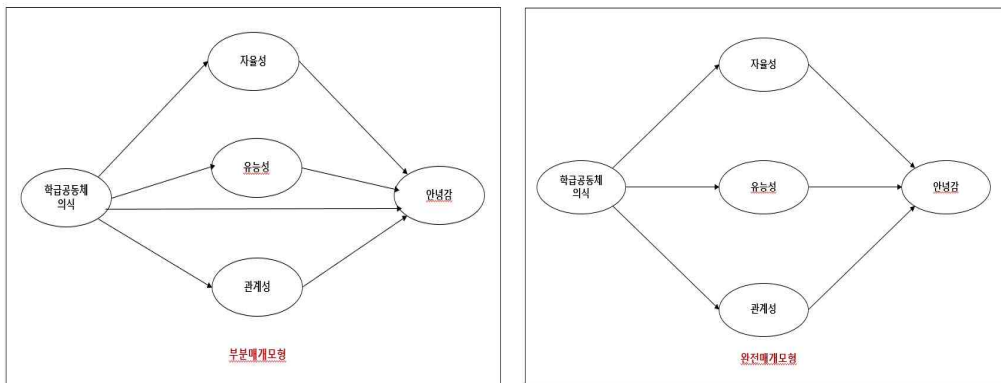 자율성
유능성
학급공동체
의식
안녕감
관계성
부분매개모형
자율성
유능성
학급공동체
의식
안녕감
관계성
완전매개모형